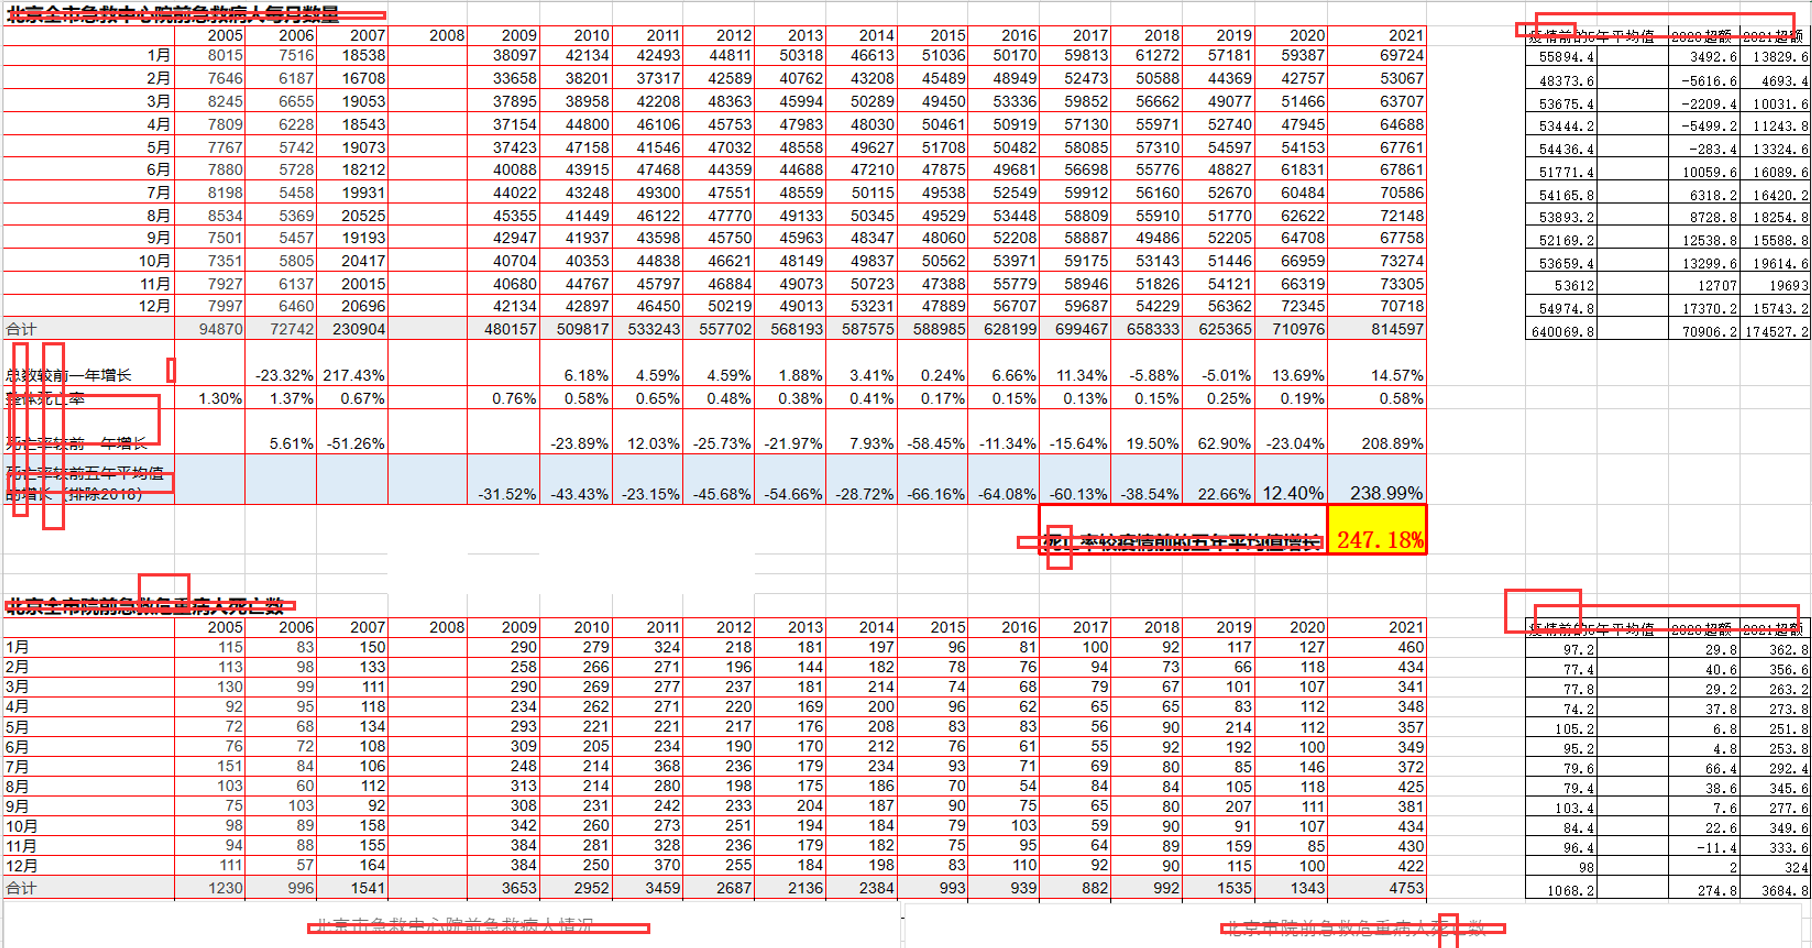 北京全市急救中心院前急救病人每月数量
2005 2006 2007 2008 2009 2010 2011 2012 2013 2014 2015 2016 2017 2018 2019 2020 2021 疫情前的5年平均值 2020超额 2021超额
1月 8015 7516 18538 38097 42134 42493 44811 50318 46613 51036 50170 59813 61272 57181 59387 69724 55894.4 3492.6 13829.6
2月 7646 6187 16708 33658 38201 37317 42589 40762 43208 45489 48949 52473 50588 44369 42757 53067 48373.6 -5616.6 4693.4
3月 8245 6655 19053 37895 38958 42208 48363 45994 50289 49450 53336 59852 56662 49077 51466 63707 53675.4 -2209.4 10031.6
4月 7809 6228 18543 37154 44800 46106 45753 47983 48030 50461 50919 57130 55971 52740 47945 64688 53444.2 -5499.2 11243.8
5月 7767 5742 19073 37423 47158 41546 47032 48558 49627 51708 50482 58085 57310 54597 54153 67761 54436.4 -283.4 13324.6
6月 7880 5728 18212 40088 43915 47468 44359 44688 47210 47875 49681 56698 55776 48827 61831 67861 51771.4 10059.6 16089.6
7月 8198 5458 19931 44022 43248 49300 47551 48559 50115 49538 52549 59912 56160 52670 60484 70586 54165.8 6318.2 16420.2
8月 8534 5369 20525 45355 41449 46122 47770 49133 50345 49529 53448 58809 55910 51770 62622 72148 53893.2 8728.8 18254.8
9月 7501 5457 19193 42947 41937 43598 45750 45963 48347 48060 52208 58887 49486 52205 64708 67758 52169.2 12538.8 15588.8
10月 7351 5805 20417 40704 40353 44838 46621 48149 49837 50562 53971 59175 53143 51446 66959 73274 53659.4 13299.6 19614.6
11月 7927 6137 20015 40680 44767 45797 46884 49073 50723 47388 55779 58946 51826 54121 66319 73305 53612 12707 19693
12月 7997 6460 20696 42134 42897 46450 50219 49013 53231 47889 56707 59687 54229 56362 72345 70718 54974.8 17370.2 15743.2
合计 94870 72742 230904 480157 509817 533243 557702 568193 587575 588985 628199 699467 658333 625365 710976 814597 640069.8 70906.2 174527.2
总数较前一年增长 -23.32% 217.43% 6.18% 4.59% 4.59% 1.88% 3.41% 0.24% 6.66% 11.34% -5.88% -5.01% 13.69% 14.57%
整体死亡率 1.30% 1.37% 0.67% 0.76% 0.58% 0.65% 0.48% 0.38% 0.41% 0.17% 0.15% 0.13% 0.15% 0.25% 0.19% 0.58%
死亡率较前一年增长 5.61% -51.26% -23.89% 12.03% -25.73% -21.97% 7.93% -58.45% -11.34% -15.64% 19.50% 62.90% -23.04% 208.89%
死亡率较前五年平均值
的增长（排除2018） -31.52% -43.43% -23.15% -45.68% -54.66% -28.72% -66.16% -64.08% -60.13% -38.54% 22.66% 12.40% 238.99%
死亡率较疫情前的五年平均值增长 247.18%
北京全市院前急救危重病人死亡数
2005 2006 2007 2008 2009 2010 2011 2012 2013 2014 2015 2016 2017 2018 2019 2020 2021 疫情前的5年平均值 2020超额 2021超额
1月 115 83 150 290 279 324 218 181 197 96 81 100 92 117 127 460 97.2 29.8 362.8
2月 113 98 133 258 266 271 196 144 182 78 76 94 73 66 118 434 77.4 40.6 356.6
3月 130 99 111 290 269 277 237 181 214 74 68 79 67 101 107 341 77.8 29.2 263.2
4月 92 95 118 234 262 271 220 169 200 96 62 65 65 83 112 348 74.2 37.8 273.8
5月 72 68 134 293 221 221 217 176 208 83 83 56 90 214 112 357 105.2 6.8 251.8
6月 76 72 108 309 205 234 190 170 212 76 61 55 92 192 100 349 95.2 4.8 253.8
7月 151 84 106 248 214 368 236 179 234 93 71 69 80 85 146 372 79.6 66.4 292.4
8月 103 60 112 313 214 280 198 175 186 70 54 84 84 105 118 425 79.4 38.6 345.6
9月 75 103 92 308 231 242 233 204 187 90 75 65 80 207 111 381 103.4 7.6 277.6
10月 98 89 158 342 260 273 251 194 184 79 103 59 90 91 107 434 84.4 22.6 349.6
11月 94 88 155 384 281 328 236 179 182 75 95 64 89 159 85 430 96.4 -11.4 333.6
12月 111 57 164 384 250 370 255 184 198 83 110 92 90 115 100 422 98 2 324
合计 1230 996 1541 3653 2952 3459 2687 2136 2384 993 939 882 992 1535 1343 4753 1068.2 274.8 3684.8
北京市急救中心院前急救病人情况 北京市院前急救危重病人死亡数